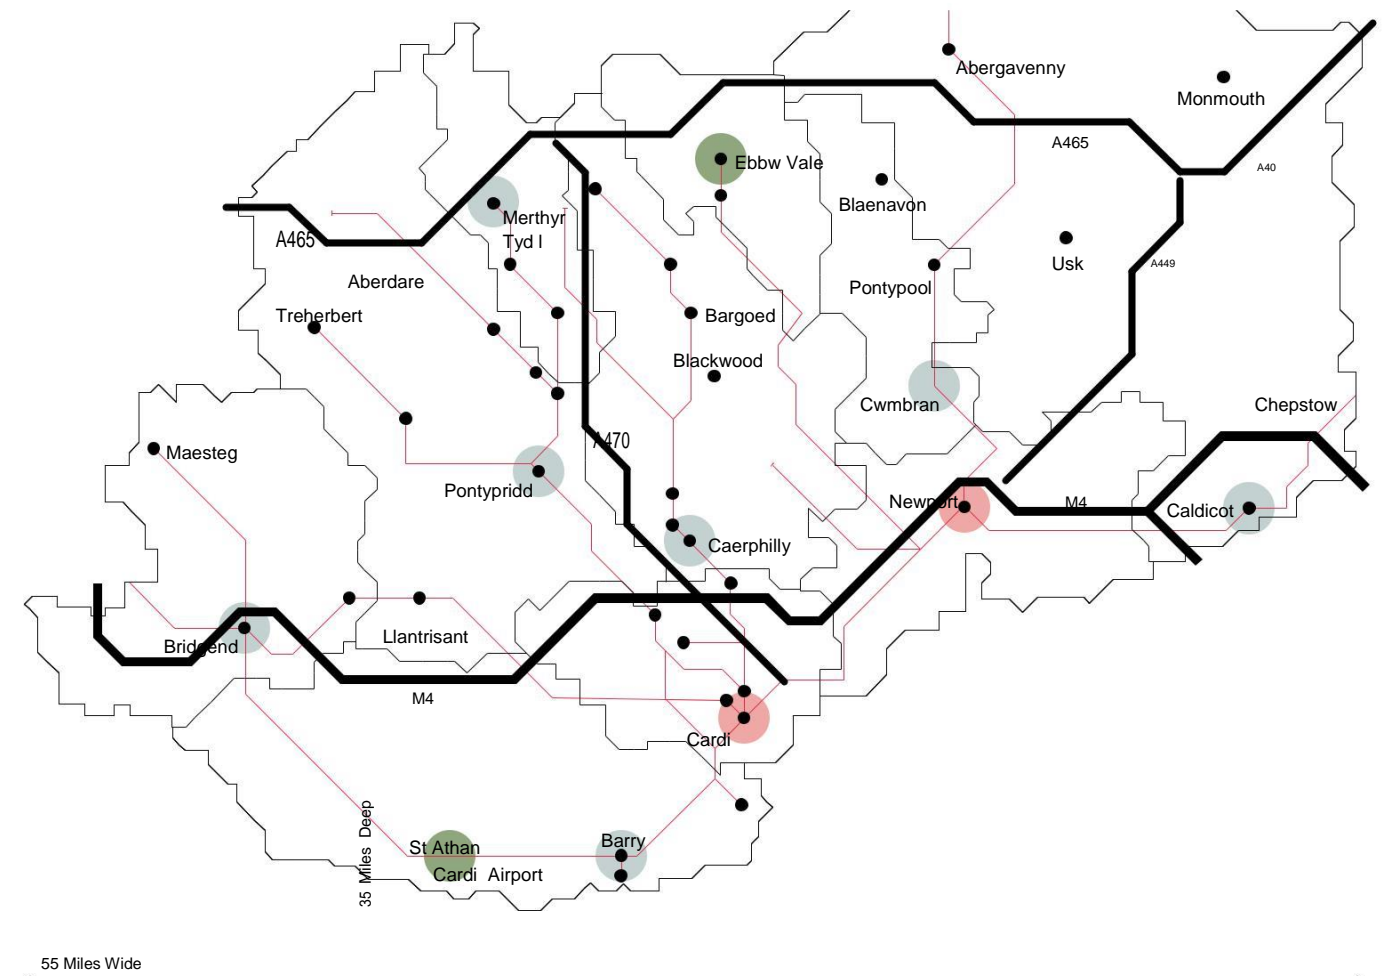 Abergavenny
Monmouth
A465
A40
Ebbw Vale
Blaenavon
Merthyr
Tyd l
A465
Usk
A449
Aberdare
Pontypool
Treherbert
Bargoed
Blackwood
Cwmbran
Chepstow
A470
Maesteg
Pontypridd
Newport
M4
Caldicot
Caerphilly
Llantrisant
Bridgend
M4
Cardi
35 Miles Deep
St Athan
Barry
Cardi Airport
55 Miles Wide